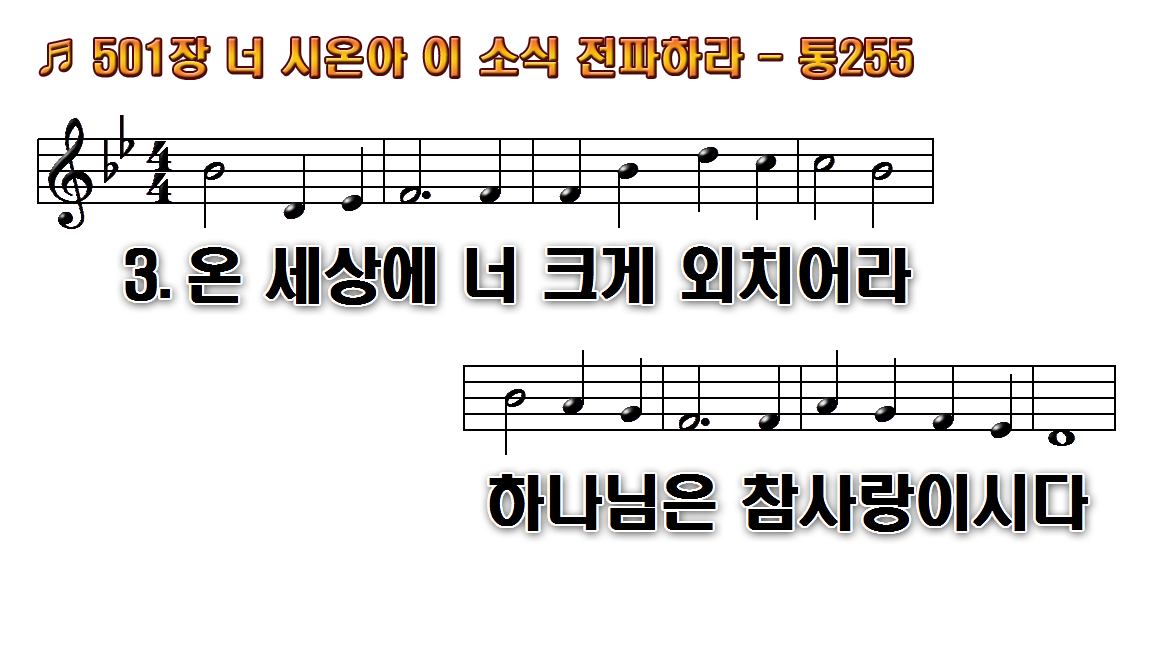 ♬ 501장 너 시온아 이 소식 전파하라 - 통255
4
4
3. 온 세상에 너 크게 외치어라
하나님은 참사랑이시다